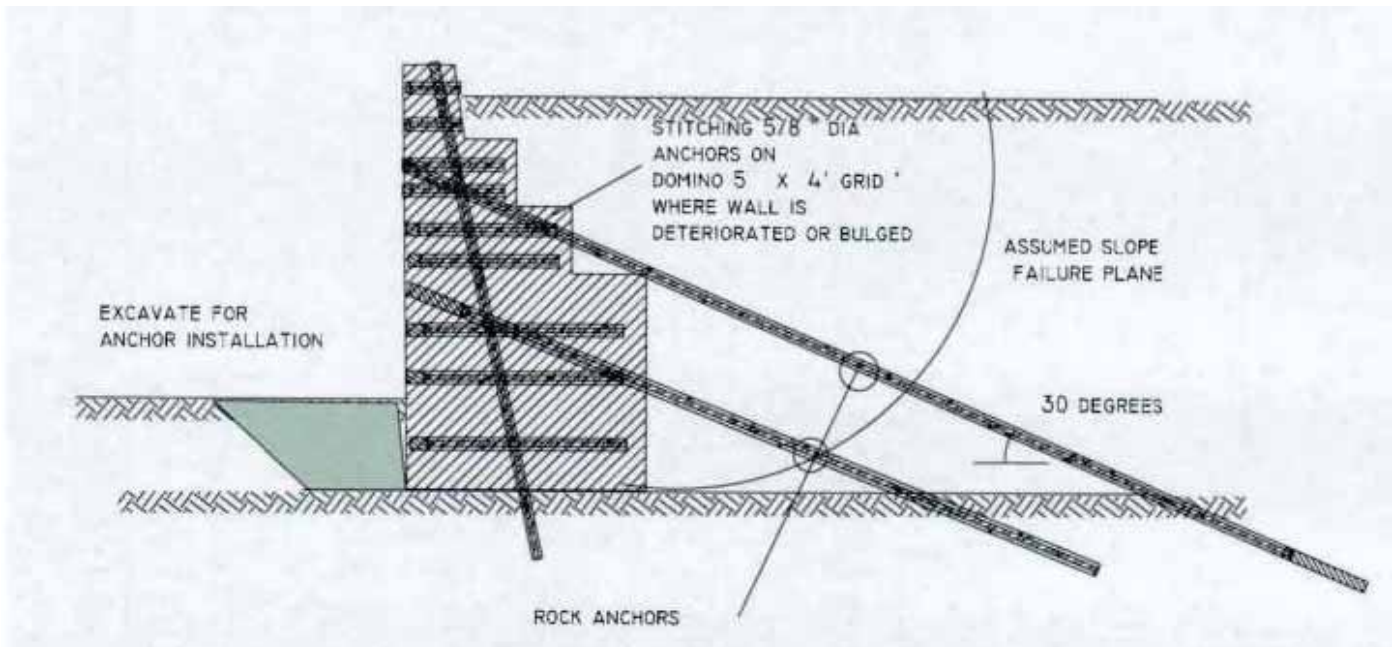 STITCHING 5/8 " DIA
ANCHORS ON
DOMINO 5 X 4' GRID '
WHERE WALL IS
DETERIORATED OR BULGED
ASSUMED SLOPE
FAILURE PLANE
EXCAVATE FOR
ANCHOR INSTALLATION
30 DEGREES
ROCK ANCHORS